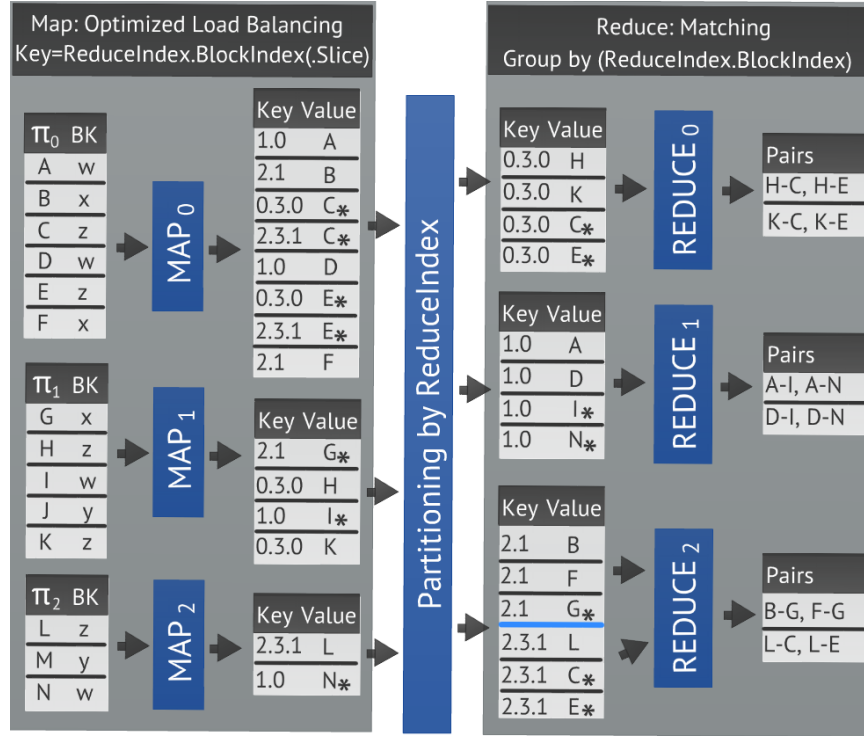 Map: Optimized Load Balancing
Key=ReduceIndex.BlockIndex(.Slice)
π0 BK
A w
B x
C z
D w
E z
F x
MAP 0
Key Value
1.0 A
2.1 B
0.3.0 C*
2.3.1 C*
1.0 D
0.3.0 E*
2.3.1 E*
2.1 F
π1 BK
G x
H z
I w
J y
K z
MAP 1
Key Value
2.1 G*
0.3.0 H
1.0 I*
0.3.0 K
π2 BK
L z
M y
N w
MAP 2
Key Value
2.3.1 L
1.0 N*
Partitioning by ReduceIndex
Reduce: Matching
Group by (ReduceIndex.BlockIndex)
Key Value
0.3.0 H
0.3.0 K
0.3.0 C*
0.3.0 E*
REDUCE 0
Pairs
H-C, H-E
K-C, K-E
Key Value
1.0 A
1.0 D
1.0 I*
1.0 N*
REDUCE 1
Pairs
A-I, A-N
D-I, D-N
Key Value
2.1 B
2.1 F
2.1 G*
2.3.1 L
2.3.1 C*
2.3.1 E*
REDUCE 2
Pairs
B-G, F-G
L-C, L-E